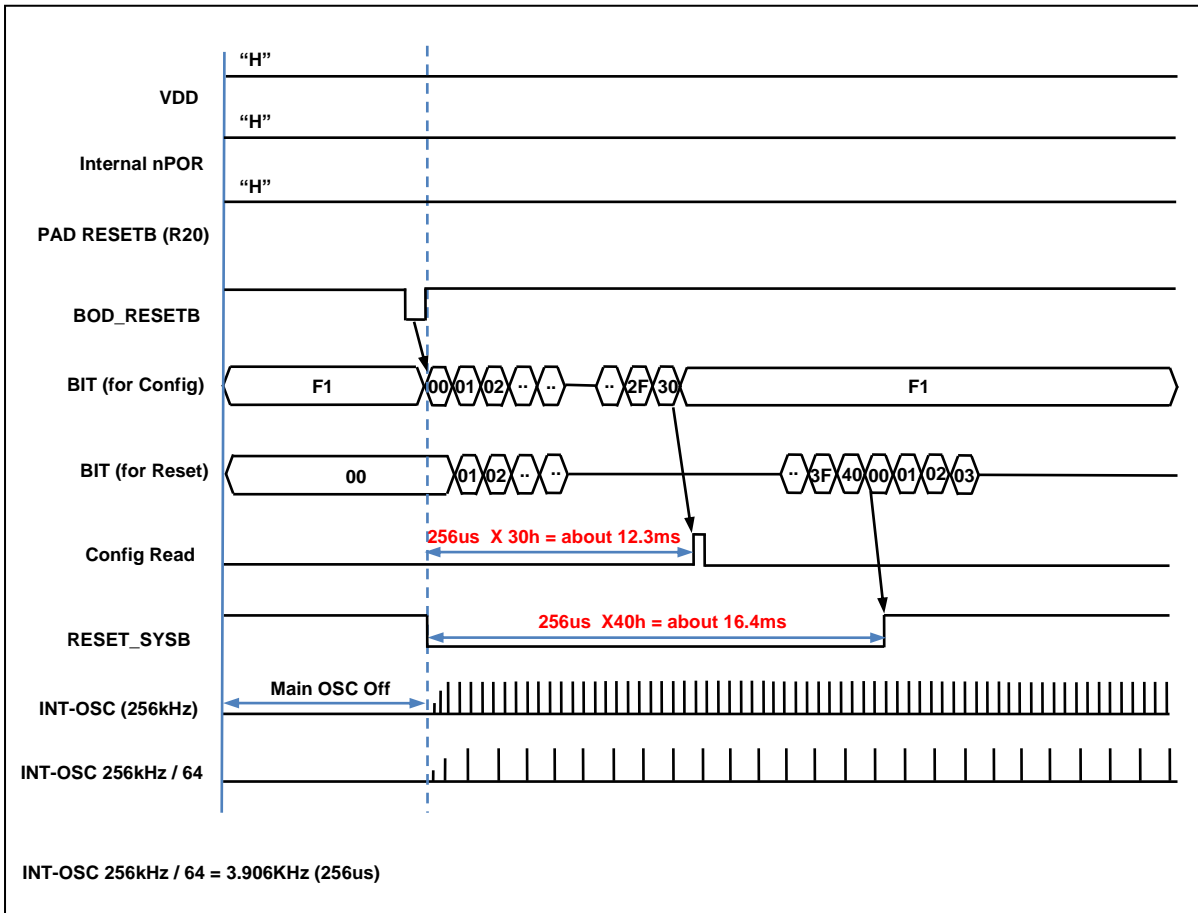 “H”
VDD
“H”
Internal nPOR
“H”
PAD RESETB (R20)
BOD_RESETB
BIT (for Config) F1 00 01 02 ·· ·· ·· 2F 30 F1
BIT (for Reset) 00 01 02 ·· ·· ·· 3F 40 00 01 02 03
256us X 30h = about 12.3ms
Config Read
256us X40h = about 16.4ms
RESET_SYSB
Main OSC Off
INT-OSC (256kHz)
INT-OSC 256kHz / 64
INT-OSC 256kHz / 64 = 3.906KHz (256us)